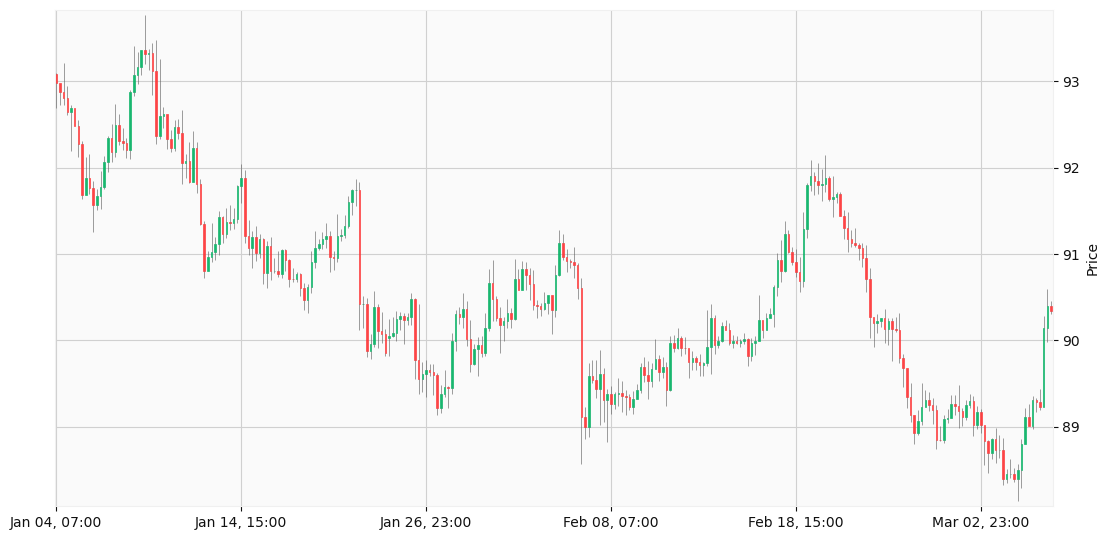 93
92
91
90
89
Price
Jan 04, 07:00
Jan 14, 15:00
Jan 26, 23:00
Feb 08, 07:00
Feb 18, 15:00
Mar 02, 23:00